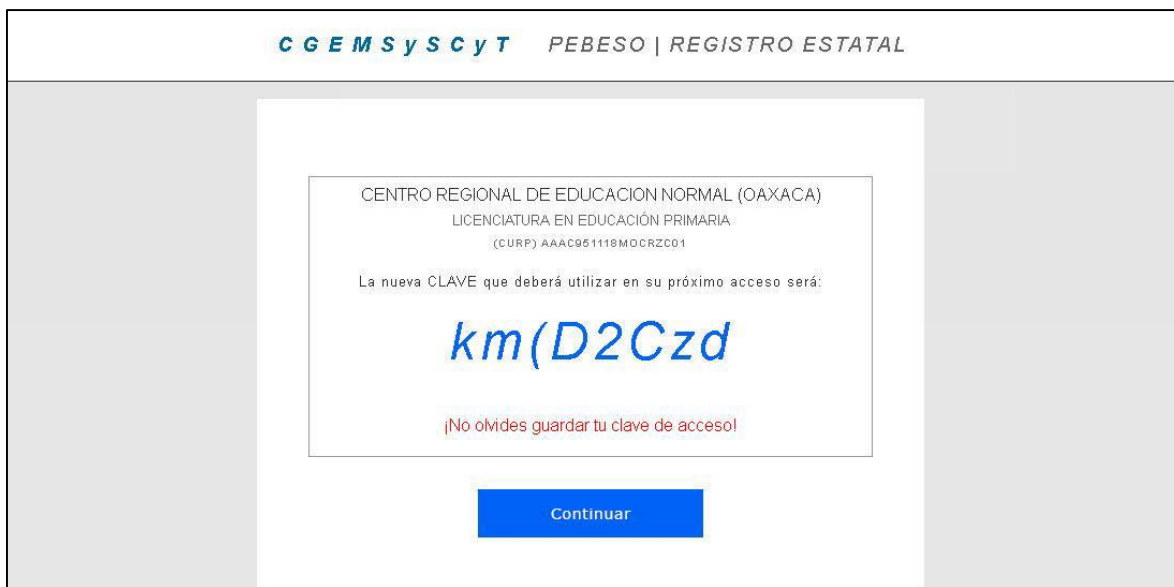 C G E M S y S C y T PEBESO | REGISTRO ESTATAL
CENTRO REGIONAL DE EDUCACION NORMAL (OAXACA)
LICENCIATURA EN EDUCACIÓN PRIMARIA
(CURP) AAAC951118MOCRZC01
La nueva CLAVE que deberá utilizar en su próximo acceso será:
km(D2Czd
¡No olvides guardar tu clave de acceso!
Continuar